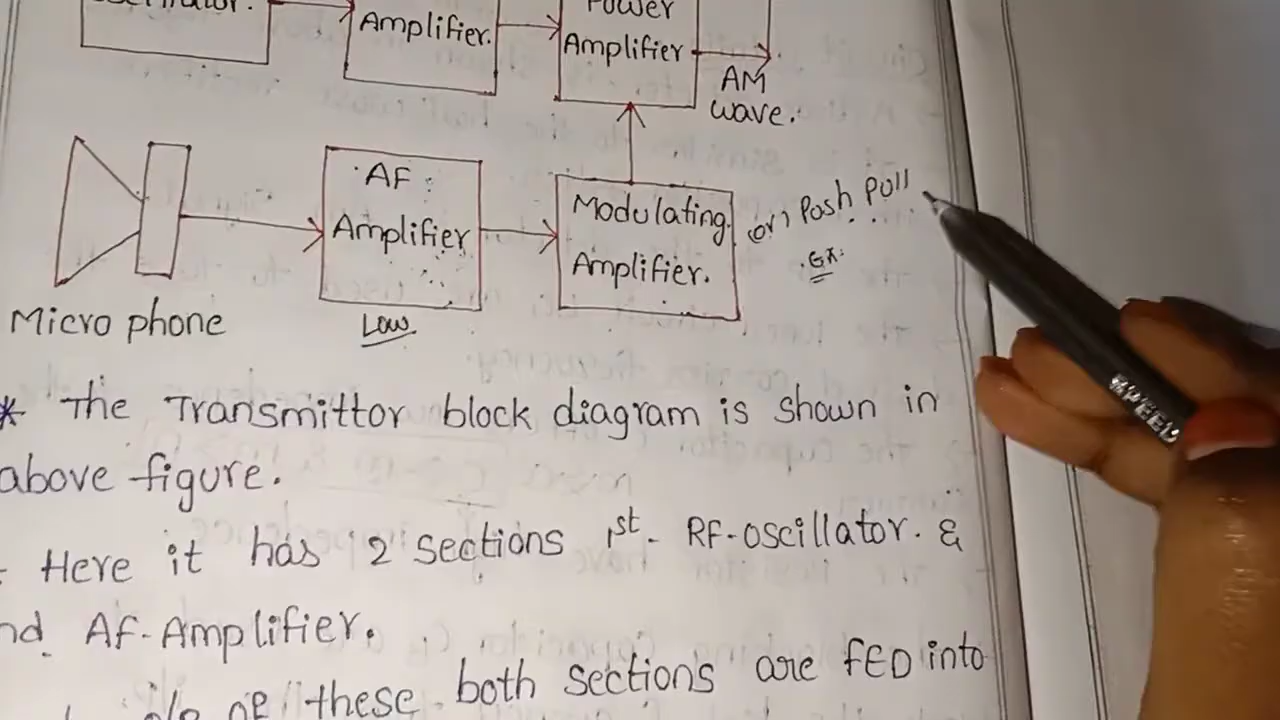 Power
Amplifier.
Amplifier
AM
wave.
AF
Amplifier
Modulating
Amplifier.
(or) Push Pull
Ex:
Micro phone
Low
SPEED
* The Transmittor block diagram is shown in
above figure.
- Here it has 2 sections 1st - RF-oscillator. &
Af-Amplifier.
these both sections are fED into